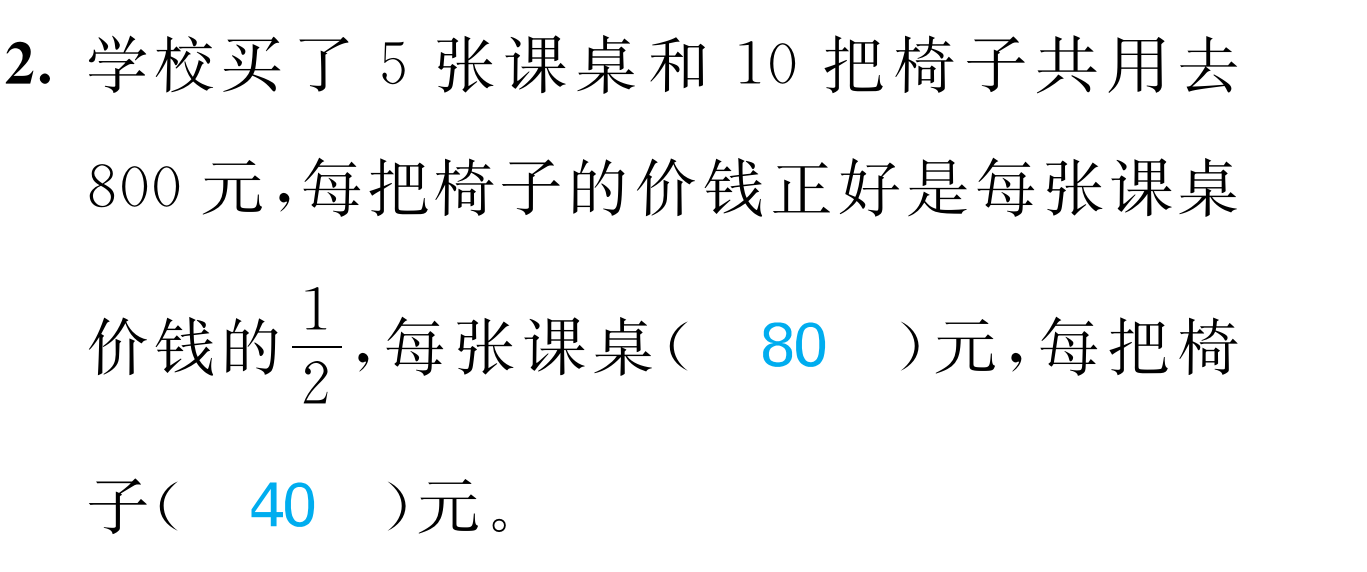 2. 学校买了 5 张课桌和 10 把椅子共用去
800 元,每把椅子的价钱正好是每张课桌
价钱的1/2,每张课桌( 80 )元,每把椅
子( 40 )元。